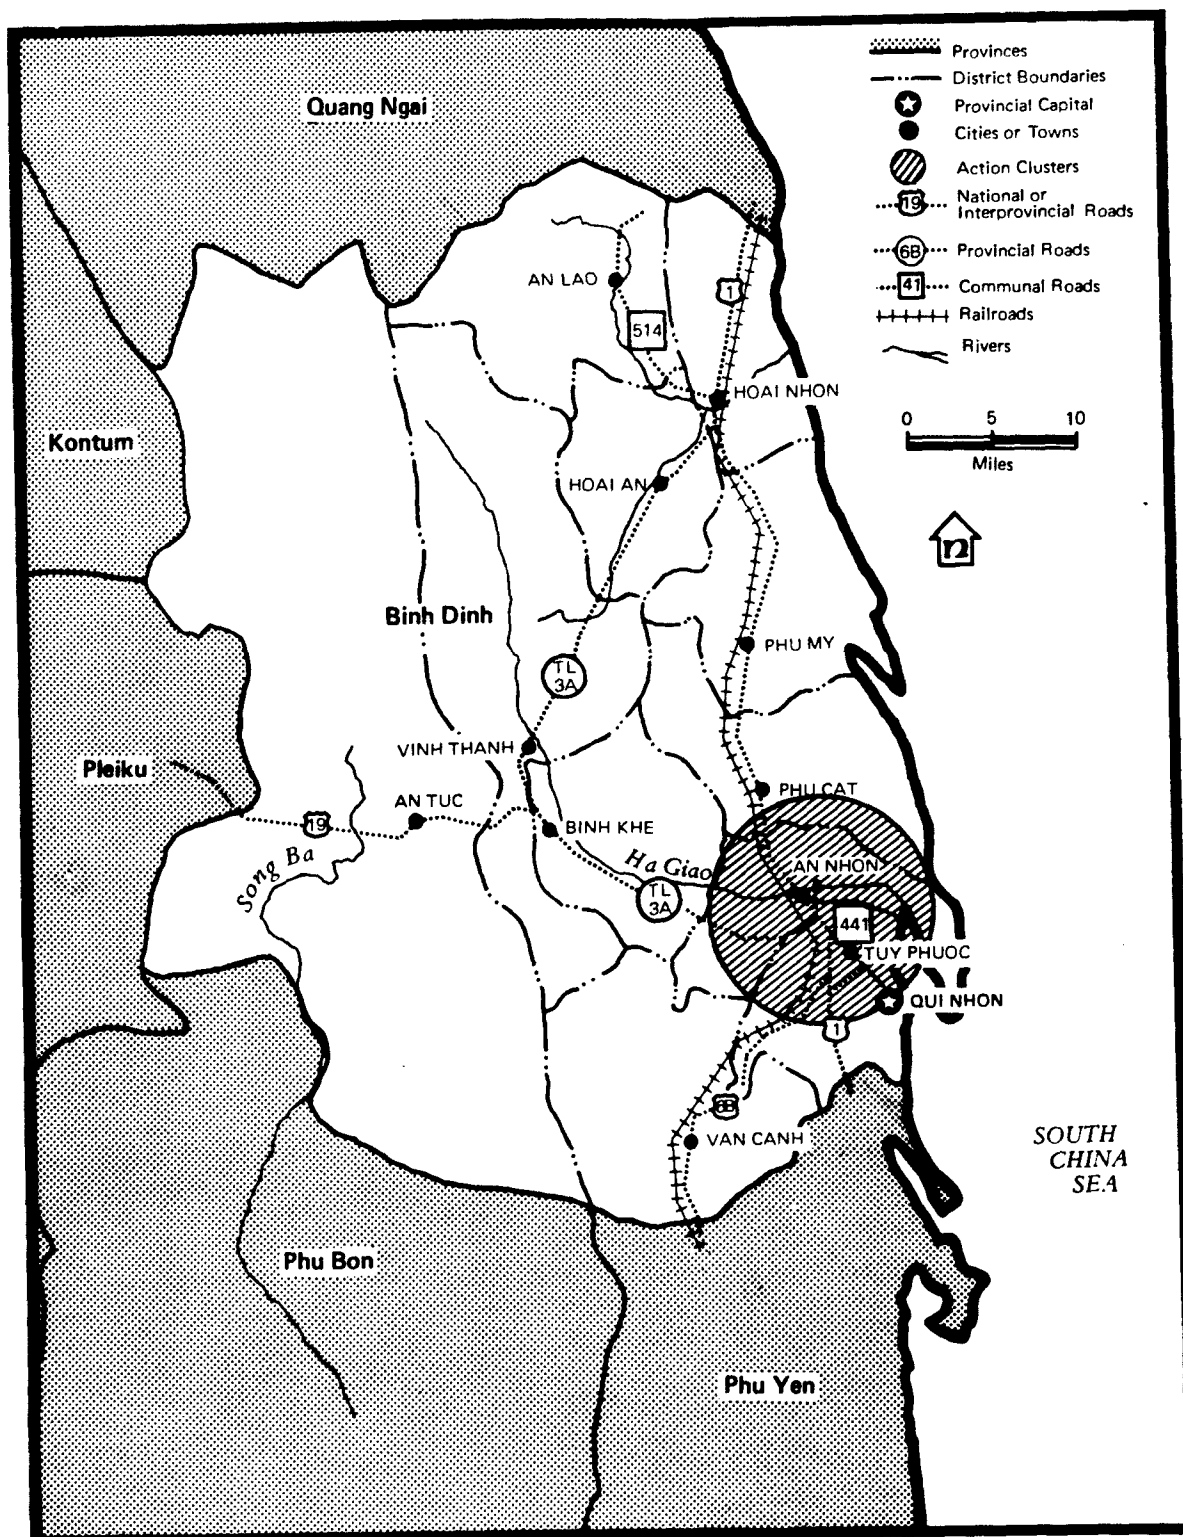 Quang Ngai
Provinces
District Boundaries
Provincial Capital
Cities or Towns
Action Clusters
19
National or
Interprovincial Roads
6B
Provincial Roads
41
Communal Roads
Railroads
Rivers
0 5 10
Miles
n
AN LAO
1
514
HOAI NHON
Kontum
HOAI AN
Binh Dinh
PHU MY
TL
3A
VINH THANH
Pleiku
PHU CAT
AN TUC
19
BINH KHE
Song Ba
Ha Giao
AN NHON
TL
3A
441
TUY PHUOC
QUI NHON
1
VAN CANH
SOUTH
CHINA
SEA
Phu Bon
Phu Yen